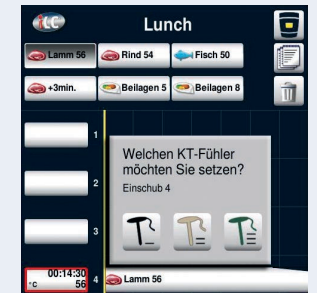 iLC
Lunch
Lamm 56
Rind 54
Fisch 50
+3min.
Beilagen 5
Beilagen 8
1
Welchen KT-Fühler
möchten Sie setzen?
Einschub 4
2
3
00:14:30
°C 56
4
Lamm 56